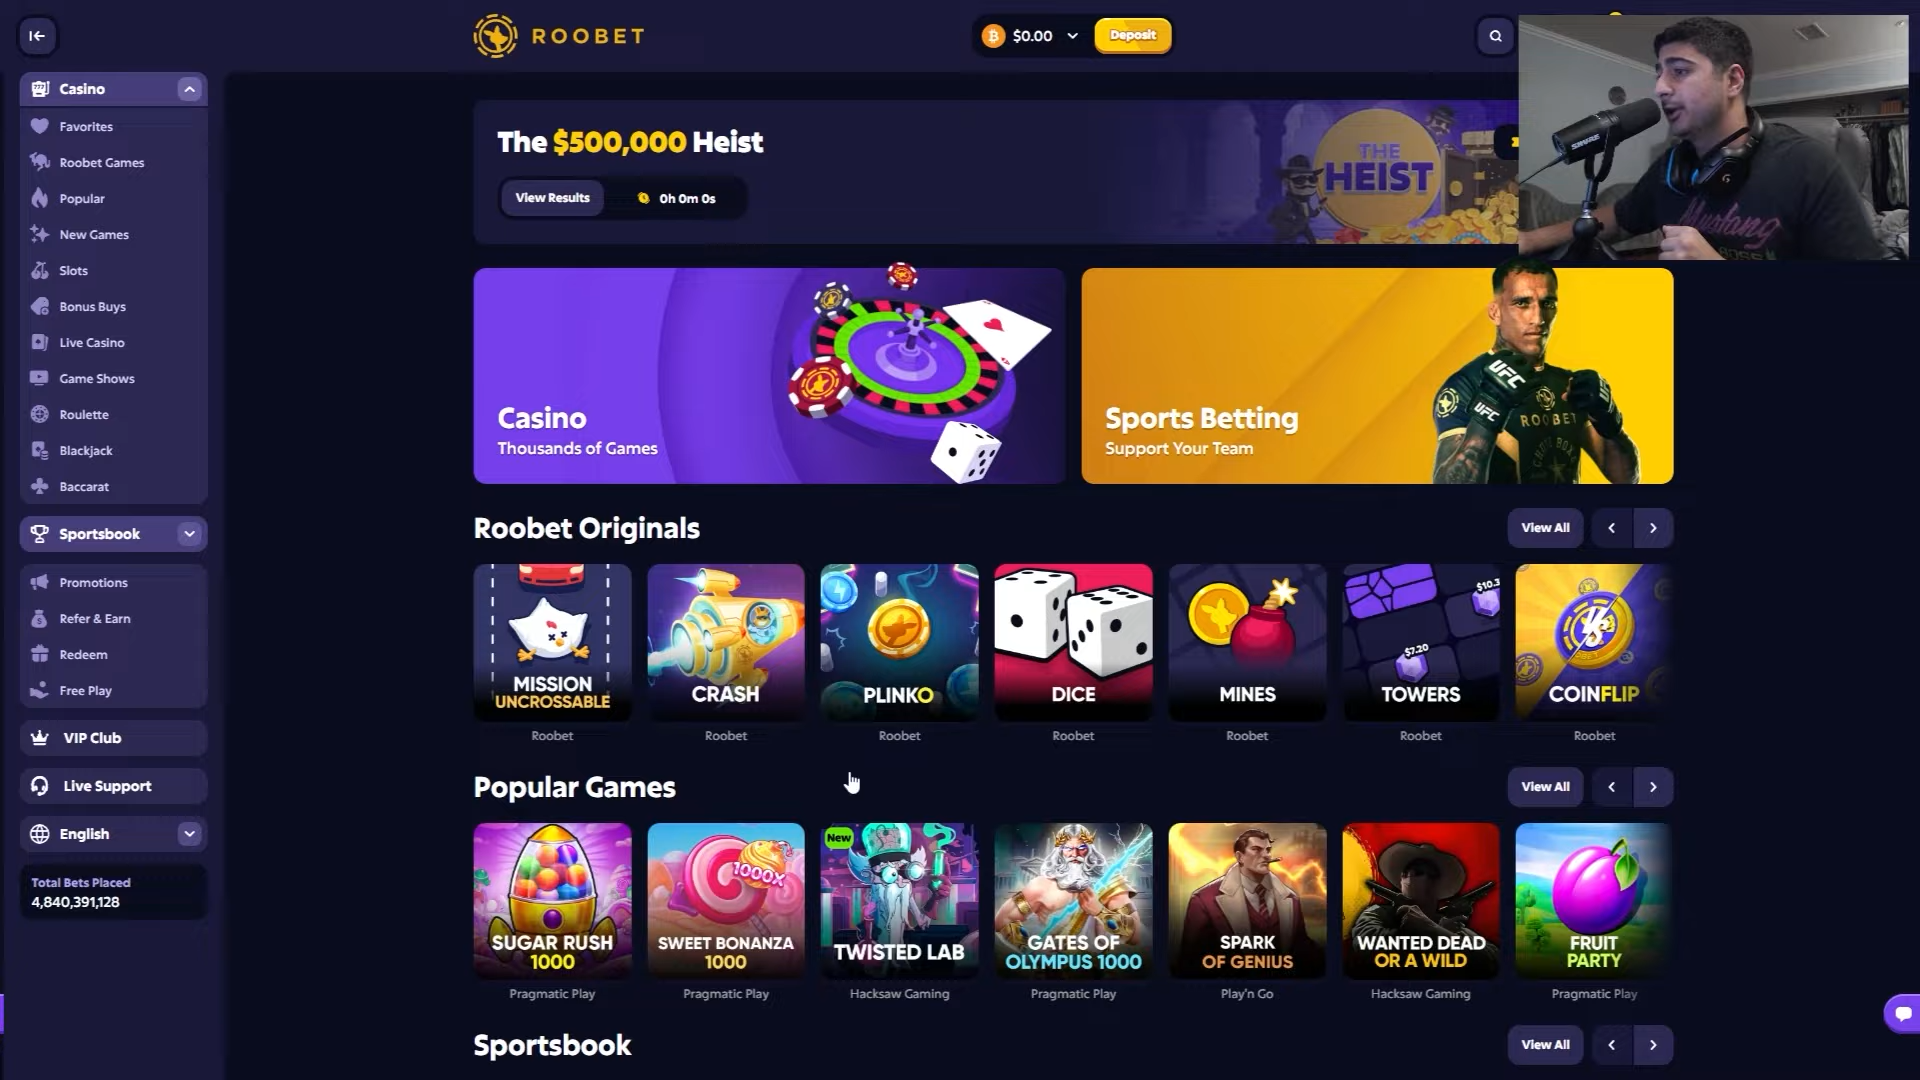 ROOBET
$0.00
Deposit
Casino
Favorites
Roobet Games
Popular
New Games
Slots
Bonus Buys
Live Casino
Game Shows
Roulette
Blackjack
Baccarat
Sportsbook
Promotions
Refer & Earn
Redeem
Free Play
VIP Club
Live Support
English
Total Bets Placed
4,840,391,128
The $500,000 Heist
View Results
0h 0m 0s
THE
HEIST
SHURE
Mustang
BOSS
Casino
Thousands of Games
Sports Betting
Support Your Team
UFC
UFC
ROOBET
Roobet Originals
View All
MISSION
UNCROSSABLE
Roobet
CRASH
Roobet
PLINKO
Roobet
DICE
Roobet
MINES
Roobet
$10.3
$7.20
TOWERS
Roobet
COINFLIP
Roobet
Popular Games
View All
SUGAR RUSH
1000
Pragmatic Play
1000X
SWEET BONANZA
1000
Pragmatic Play
New
TWISTED LAB
Hacksaw Gaming
GATES OF
OLYMPUS 1000
Pragmatic Play
SPARK
OF GENIUS
Play'n Go
WANTED DEAD
OR A WILD
Hacksaw Gaming
FRUIT
PARTY
Pragmatic Play
Sportsbook
View All